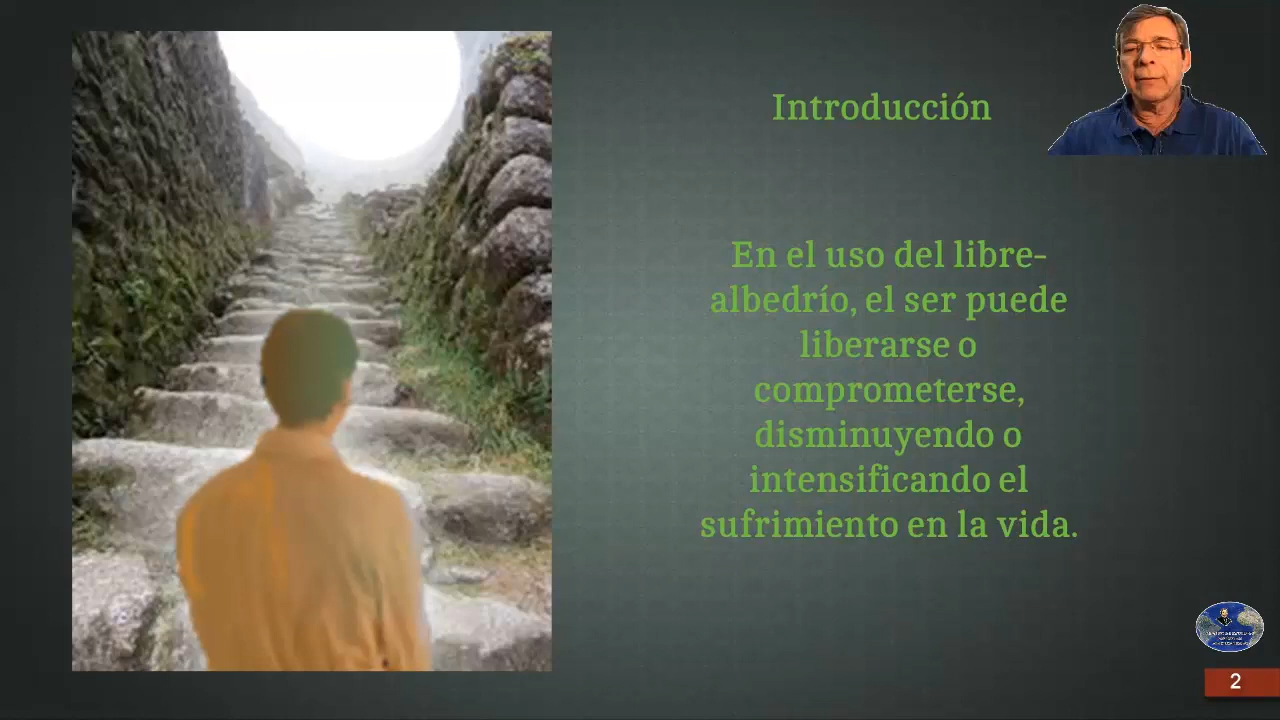 Introducción
En el uso del libre-
albedrío, el ser puede
liberarse o
comprometerse,
disminuyendo o
intensificando el
sufrimiento en la vida.
2